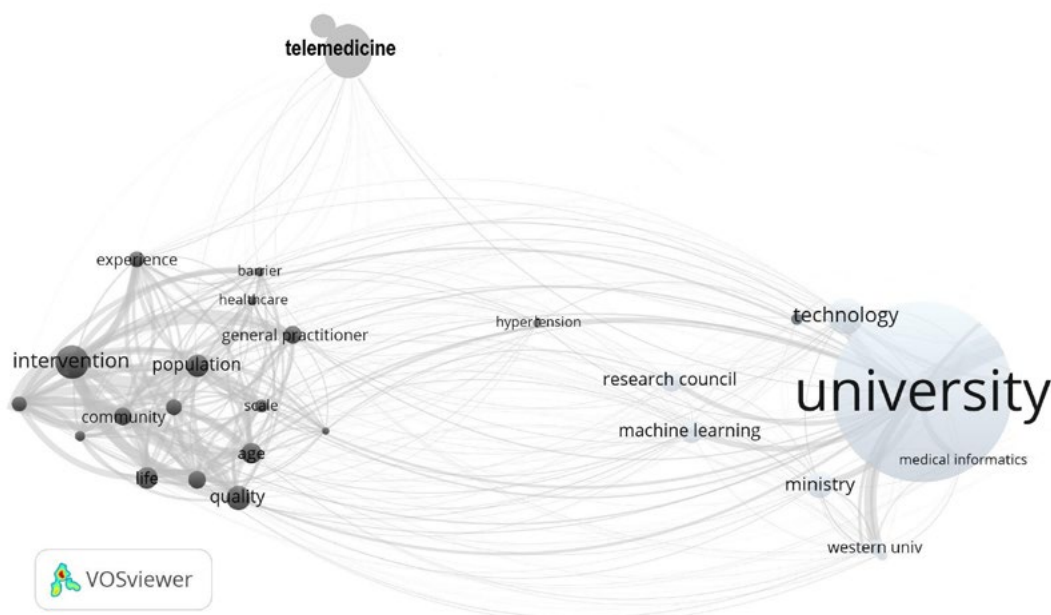 telemedicine
experience
barrier
healthcare
general practitioner
hypertension
technology
intervention
population
research council
university
community
scale
machine learning
age
medical informatics
life
quality
ministry
western univ
VOSviewer